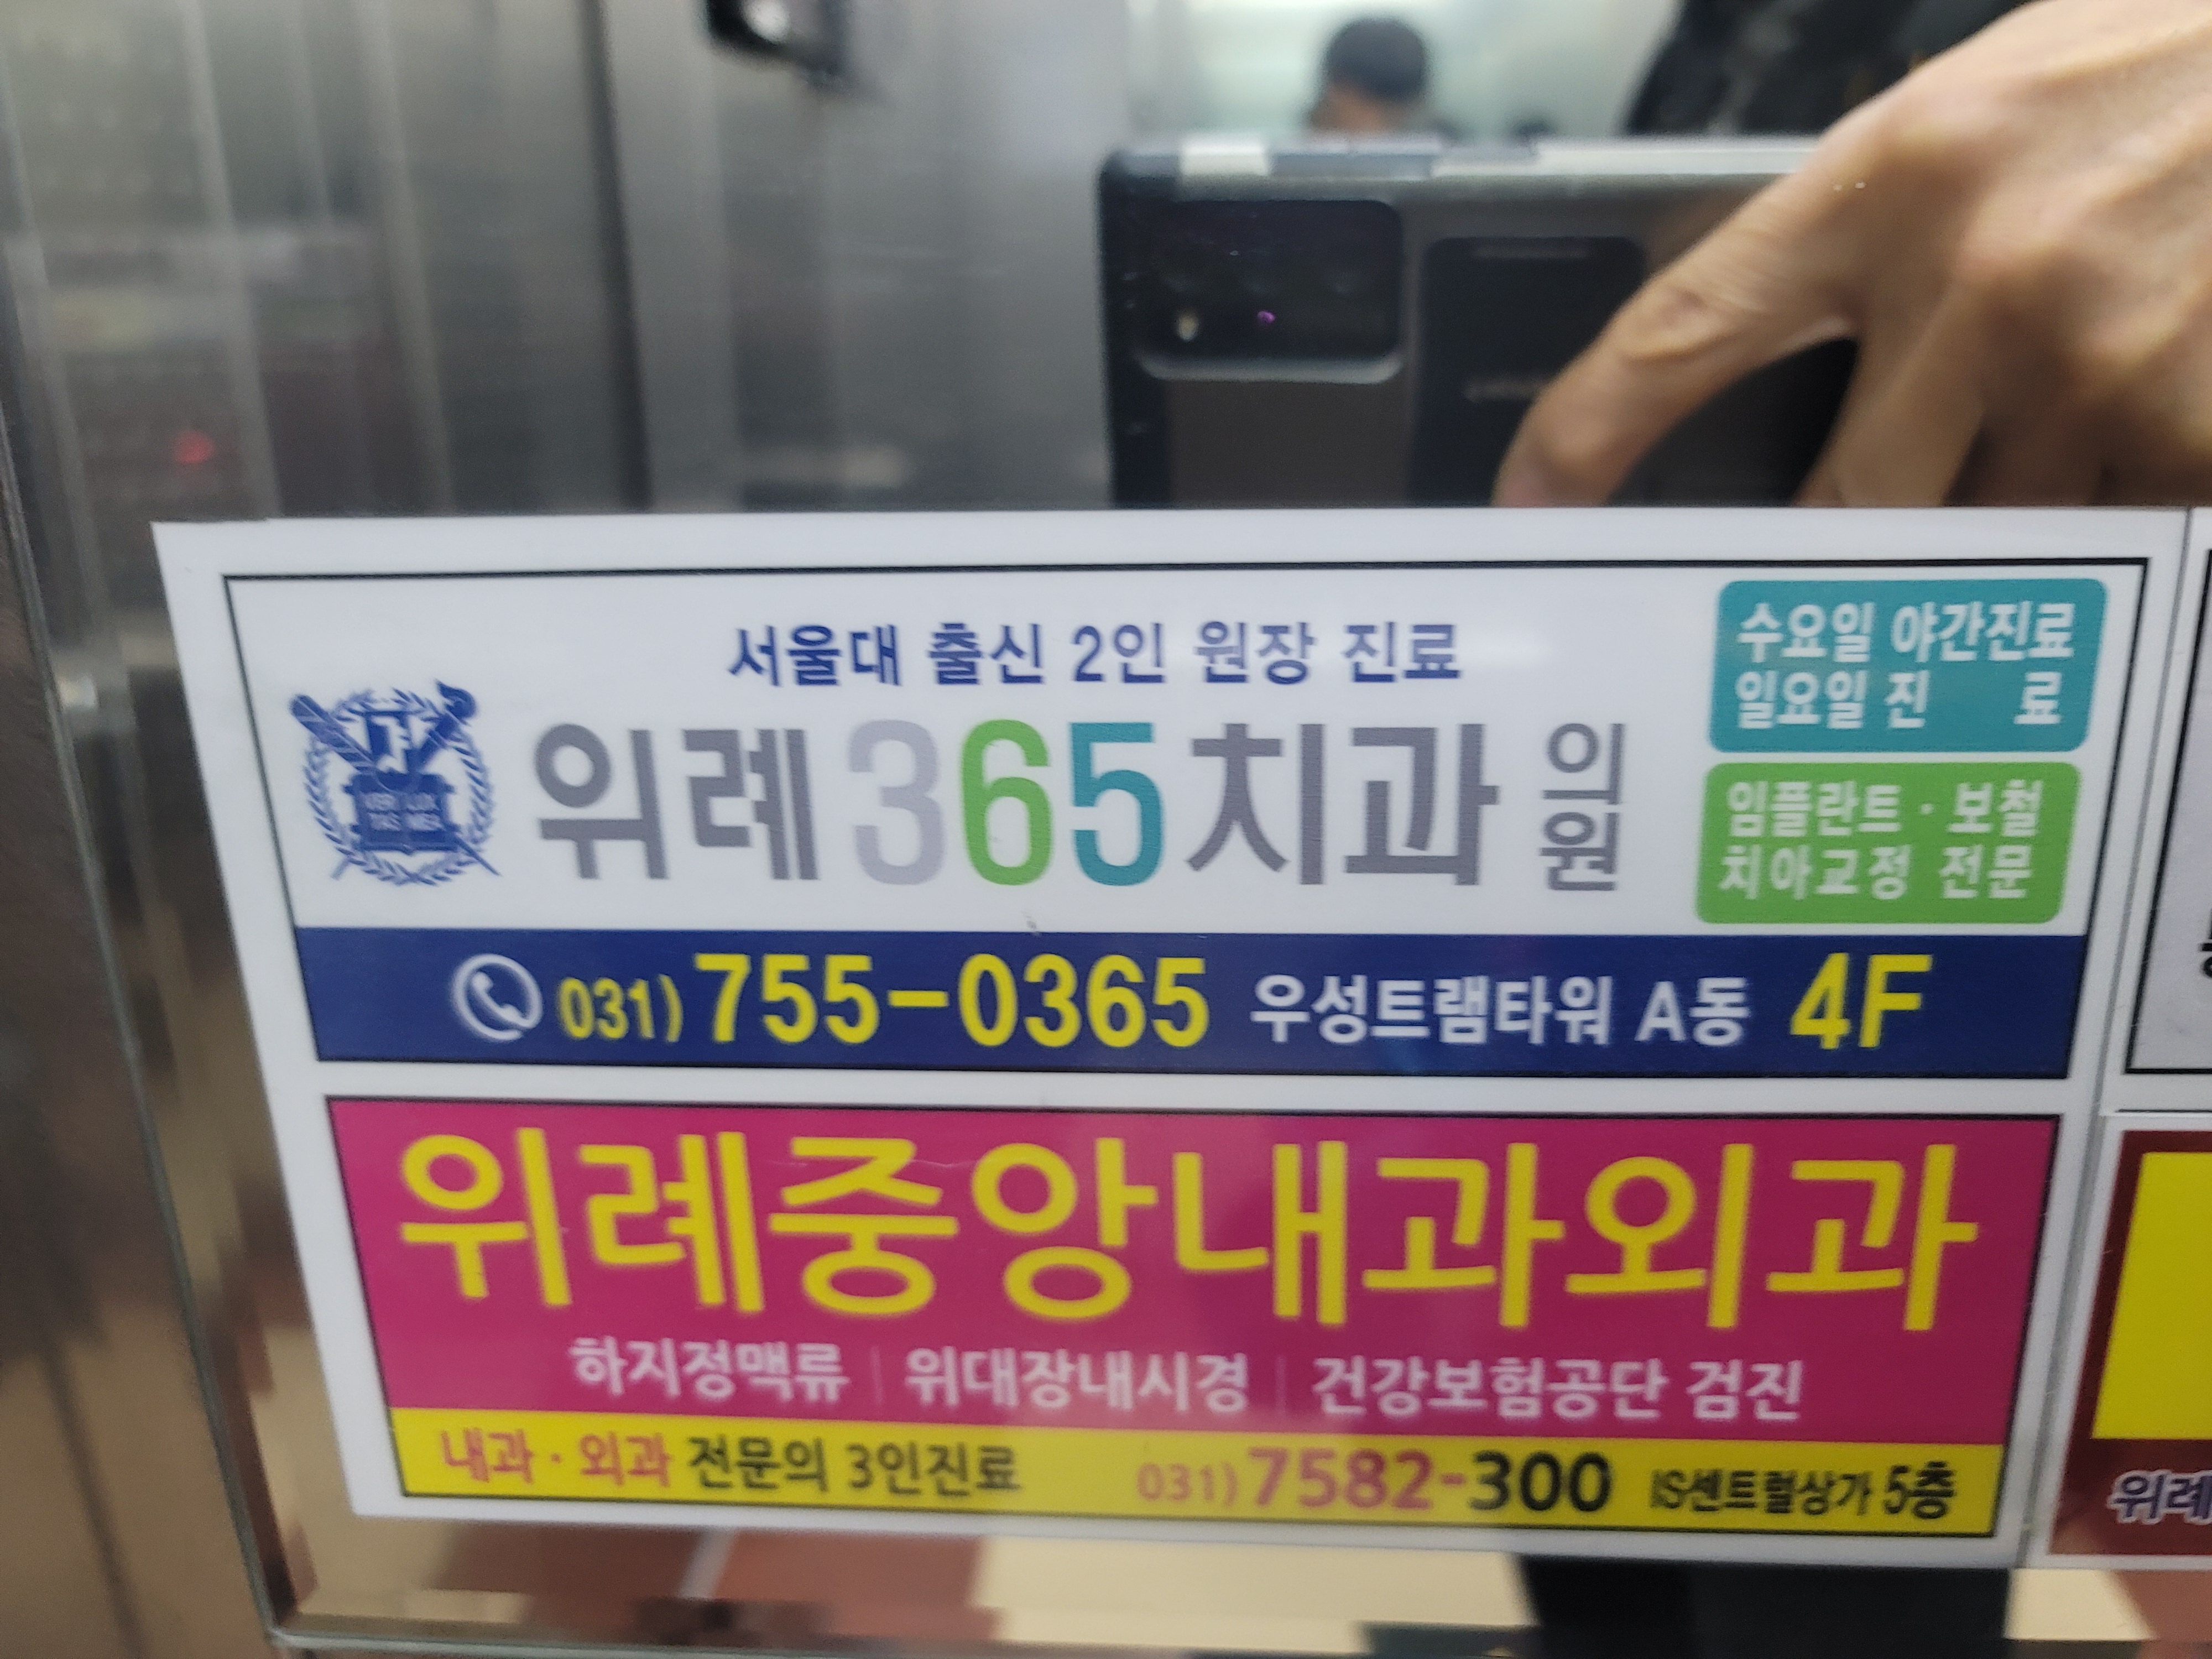 서울대 출신 2인 원장 진료
위례365치과의원
수요일 야간진료
일요일 진 료
임플란트 · 보철
치아교정 전문
031) 755-0365 우성트램타워 A동 4F
위례중앙내과외과
하지정맥류 | 위대장내시경 | 건강보험공단 검진
내과 · 외과 전문의 3인진료 031) 7582-300 IS센트럴상가 5층
위례